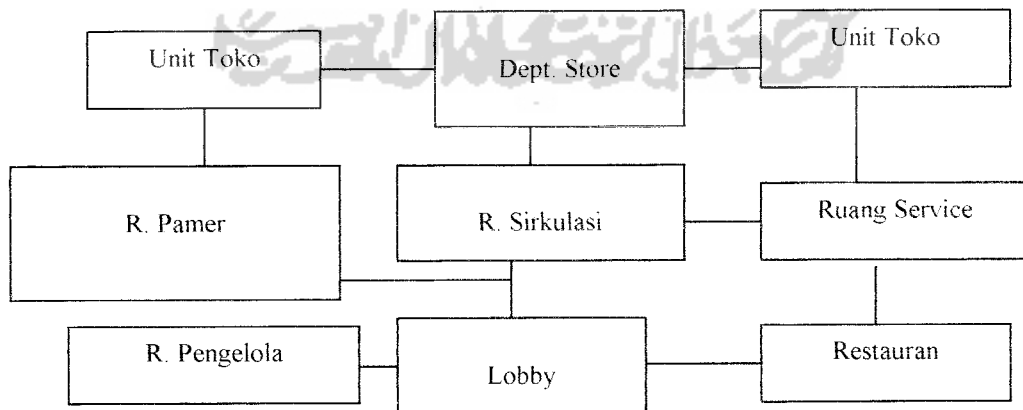 Unit Toko
Dept. Store
Unit Toko
R. Pamer
R. Sirkulasi
Ruang Service
R. Pengelola
Lobby
Restauran